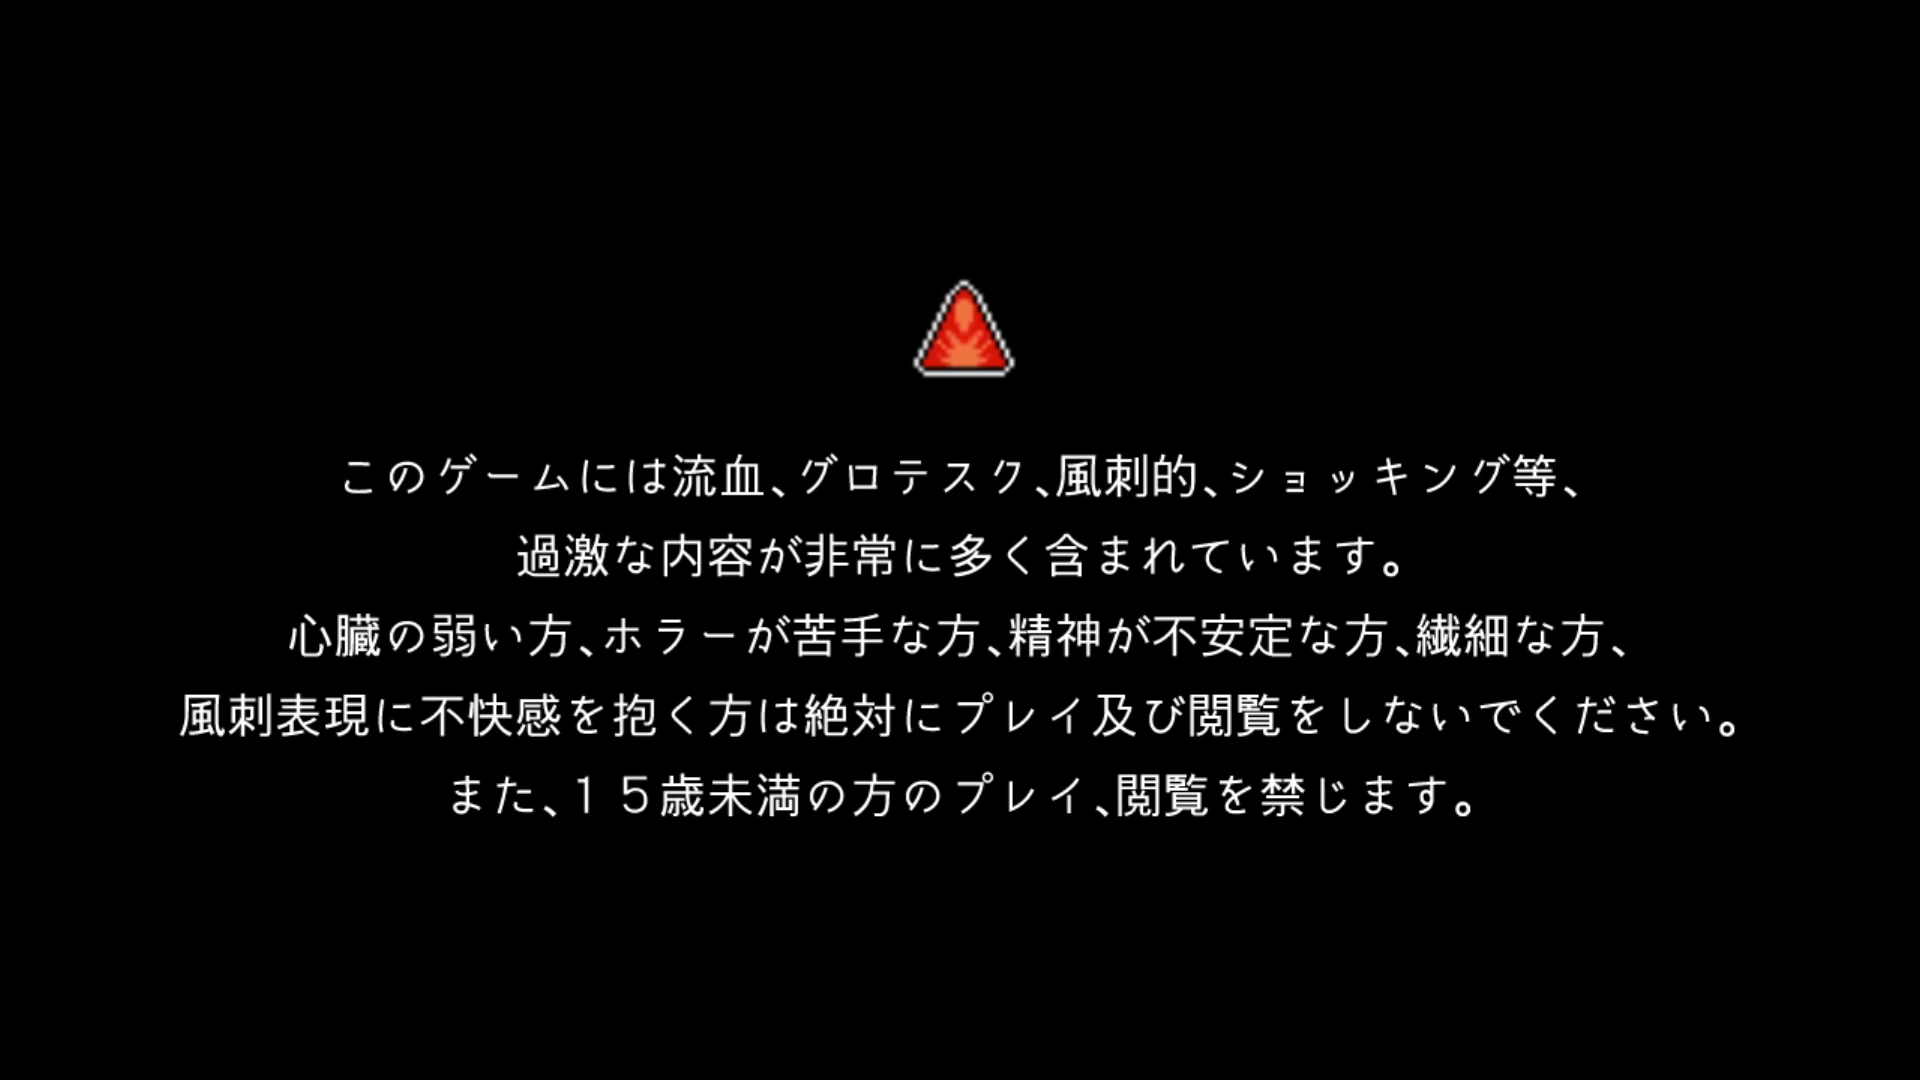 このゲームには流血、グロテスク、風刺的、ショッキング等、
過激な内容が非常に多く含まれています。
心臓の弱い方、ホラーが苦手な方、精神が不安定な方、繊細な方、
風刺表現に不快感を抱く方は絶対にプレイ及び閲覧をしないでください。
また、１５歳未満の方のプレイ、閲覧を禁じます。